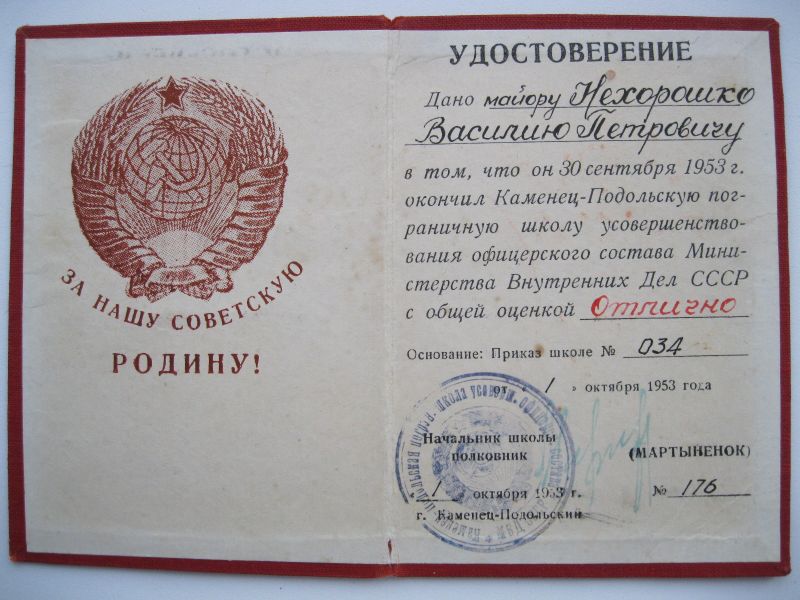 ЗА НАШУ СОВЕТСКУЮ
РОДИНУ!
УДОСТОВЕРЕНИЕ
Дано майору Нехорошко
Василию Петровичу
в том, что он 30 сентября 1953 г.
окончил Каменец-Подольскую пог-
раничную школу усовершенство-
вания офицерского состава Мини-
стерства Внутренних Дел СССР
с общей оценкой Отлично
Основание: Приказ школе № 034
от „ 1 " октября 1953 года
Начальник школы
полковник
(МАРТЫНЕНОК)
1 октября 1953 г.
№ 176
г. Каменец-Подольский